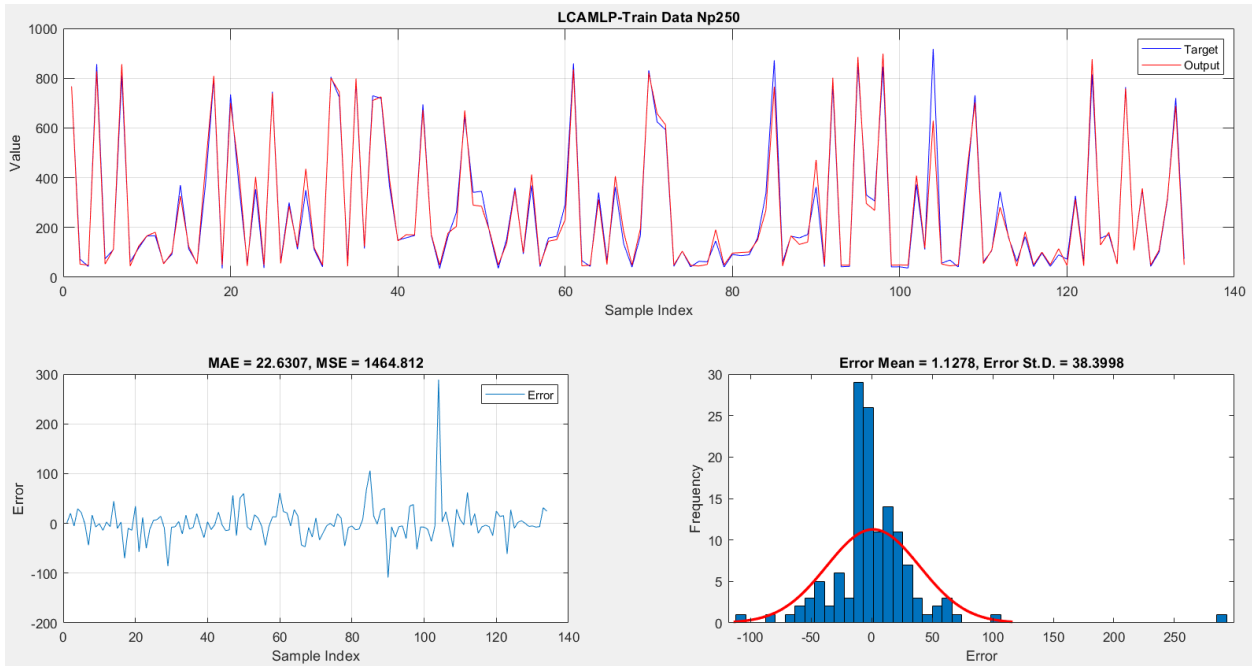 LCAMLP-Train Data Np250
1000
800
600
400
200
0
Value
Target
Output
0 20 40 60 80 100 120 140
Sample Index
MAE = 22.6307, MSE = 1464.812
300
200
100
0
-100
-200
Error
Error
0 20 40 60 80 100 120 140
Sample Index
Error Mean = 1.1278, Error St.D. = 38.3998
30
25
20
15
10
5
0
Frequency
-100 -50 0 50 100 150 200 250
Error